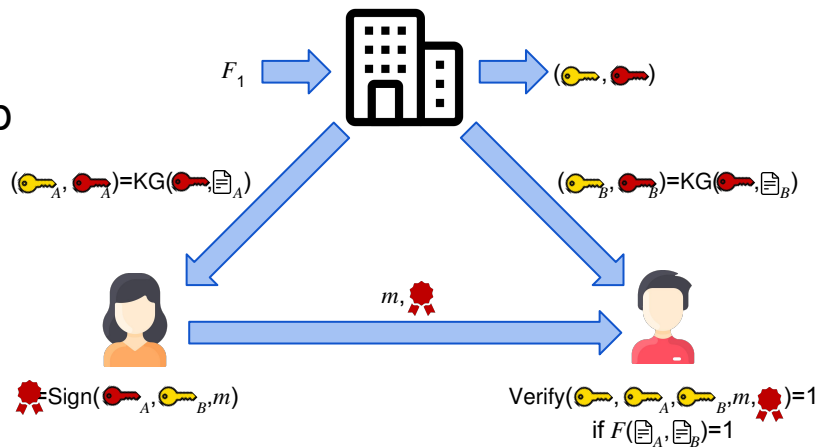 F₁
( , )
( A, A)=KG( , A)
( B, B)=KG( , B)
m,
=Sign( A, B,m)
Verify( , A, B,m, )=1
if F( A, B)=1